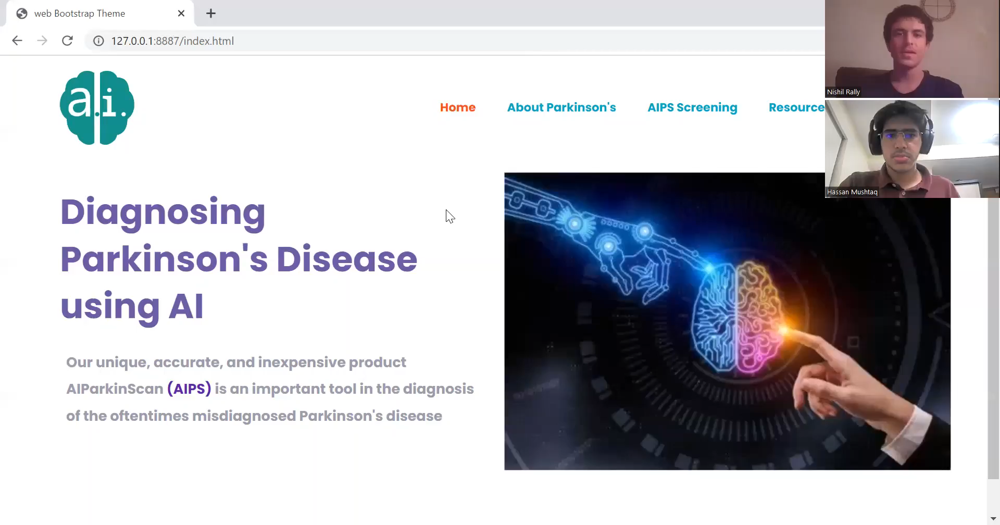 web Bootstrap Theme
127.0.0.1:8887/index.html
a.i.
Home
About Parkinson's
AIPS Screening
Resource
Nishil Rally
Hassan Mushtaq
Diagnosing
Parkinson's Disease
using AI
Our unique, accurate, and inexpensive product
AIParkinScan (AIPS) is an important tool in the diagnosis
of the oftentimes misdiagnosed Parkinson's disease